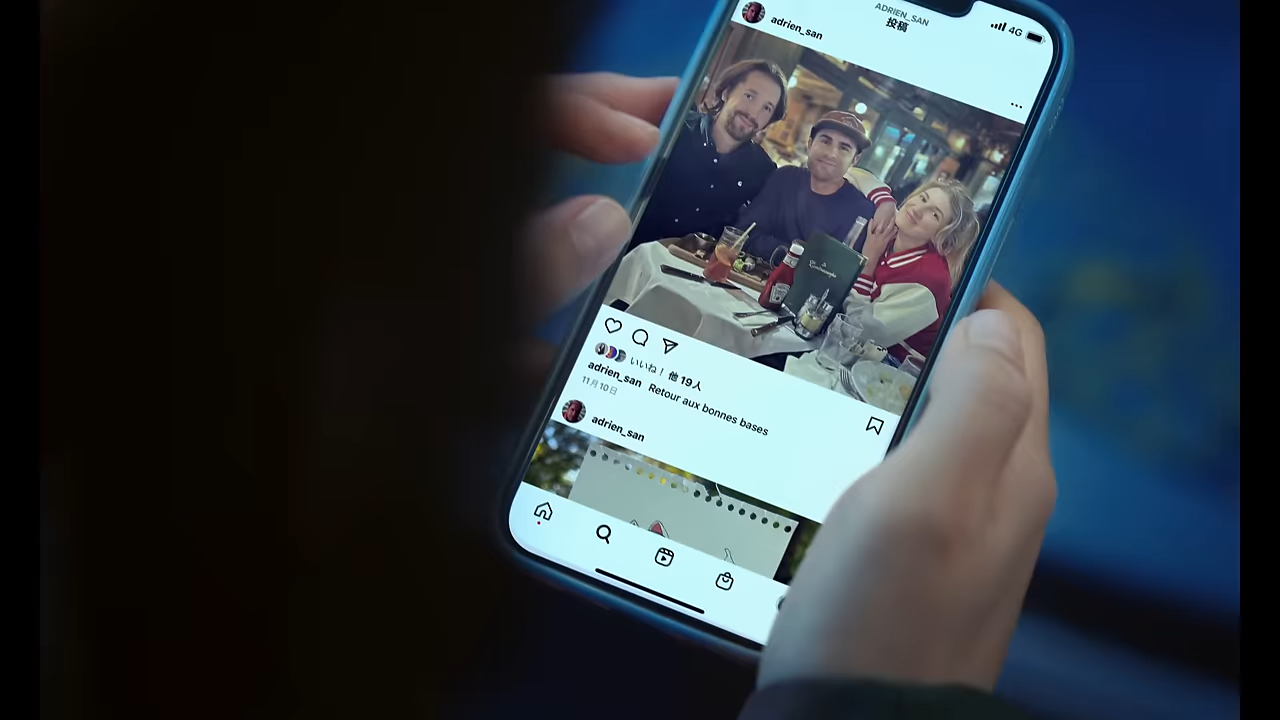 ADRIEN_SAN
投稿
4G
adrien_san
いいね！ 他 19人
adrien_san Retour aux bonnes bases
11月10日
adrien_san